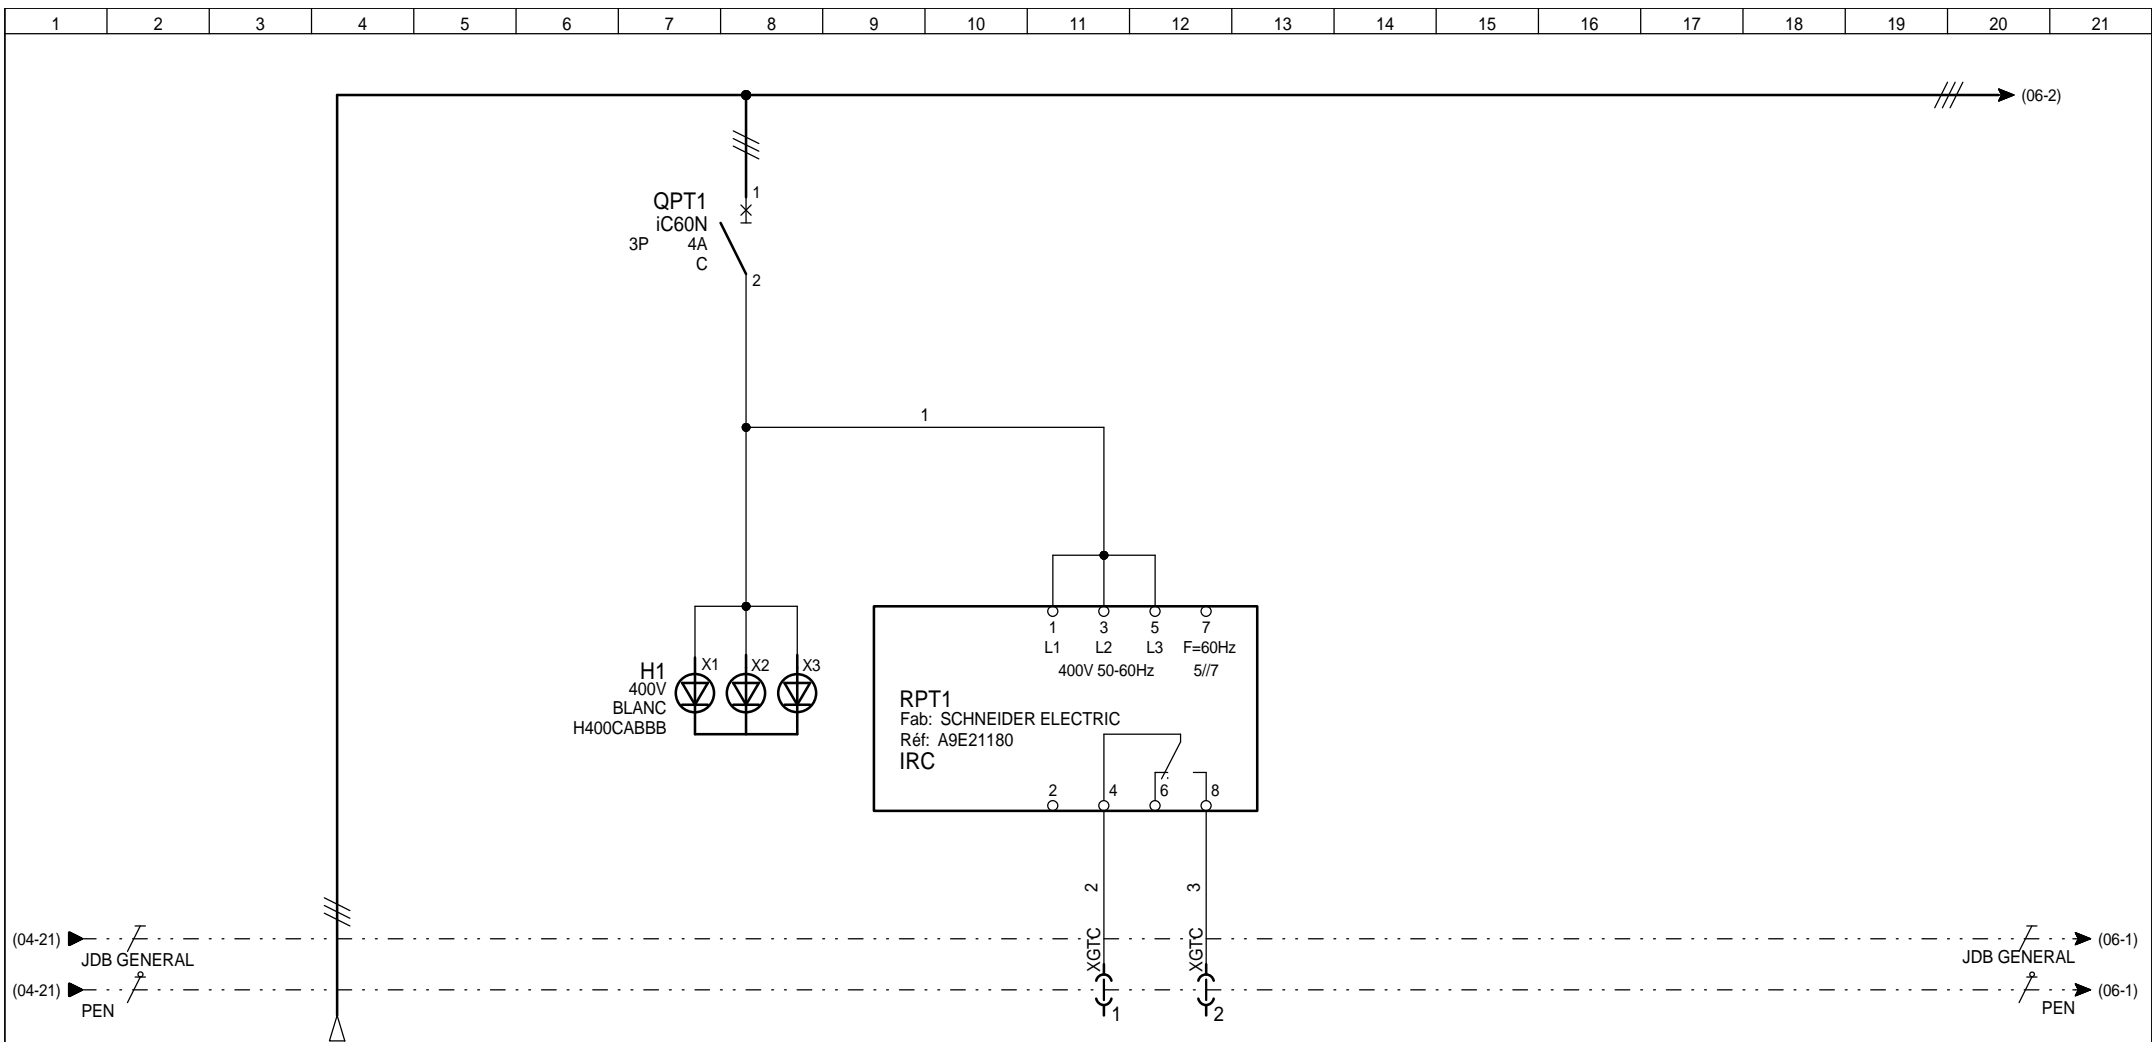 1 2 3 4 5 6 7 8 9 10 11 12 13 14 15 16 17 18 19 20 21
(06-2)
1
QPT1
iC60N
3P 4A
C
2
1
1 3 5 7
L1 L2 L3 F=60Hz
400V 50-60Hz 5//7
H1 X1 X2 X3
400V
BLANC
H400CABBB
RPT1
Fab: SCHNEIDER ELECTRIC
Réf: A9E21180
IRC
2 4 6 8
2 3
XGTC XGTC
(04-21) (06-1)
JDB GENERAL JDB GENERAL
(04-21) (06-1)
PEN PEN
1 2